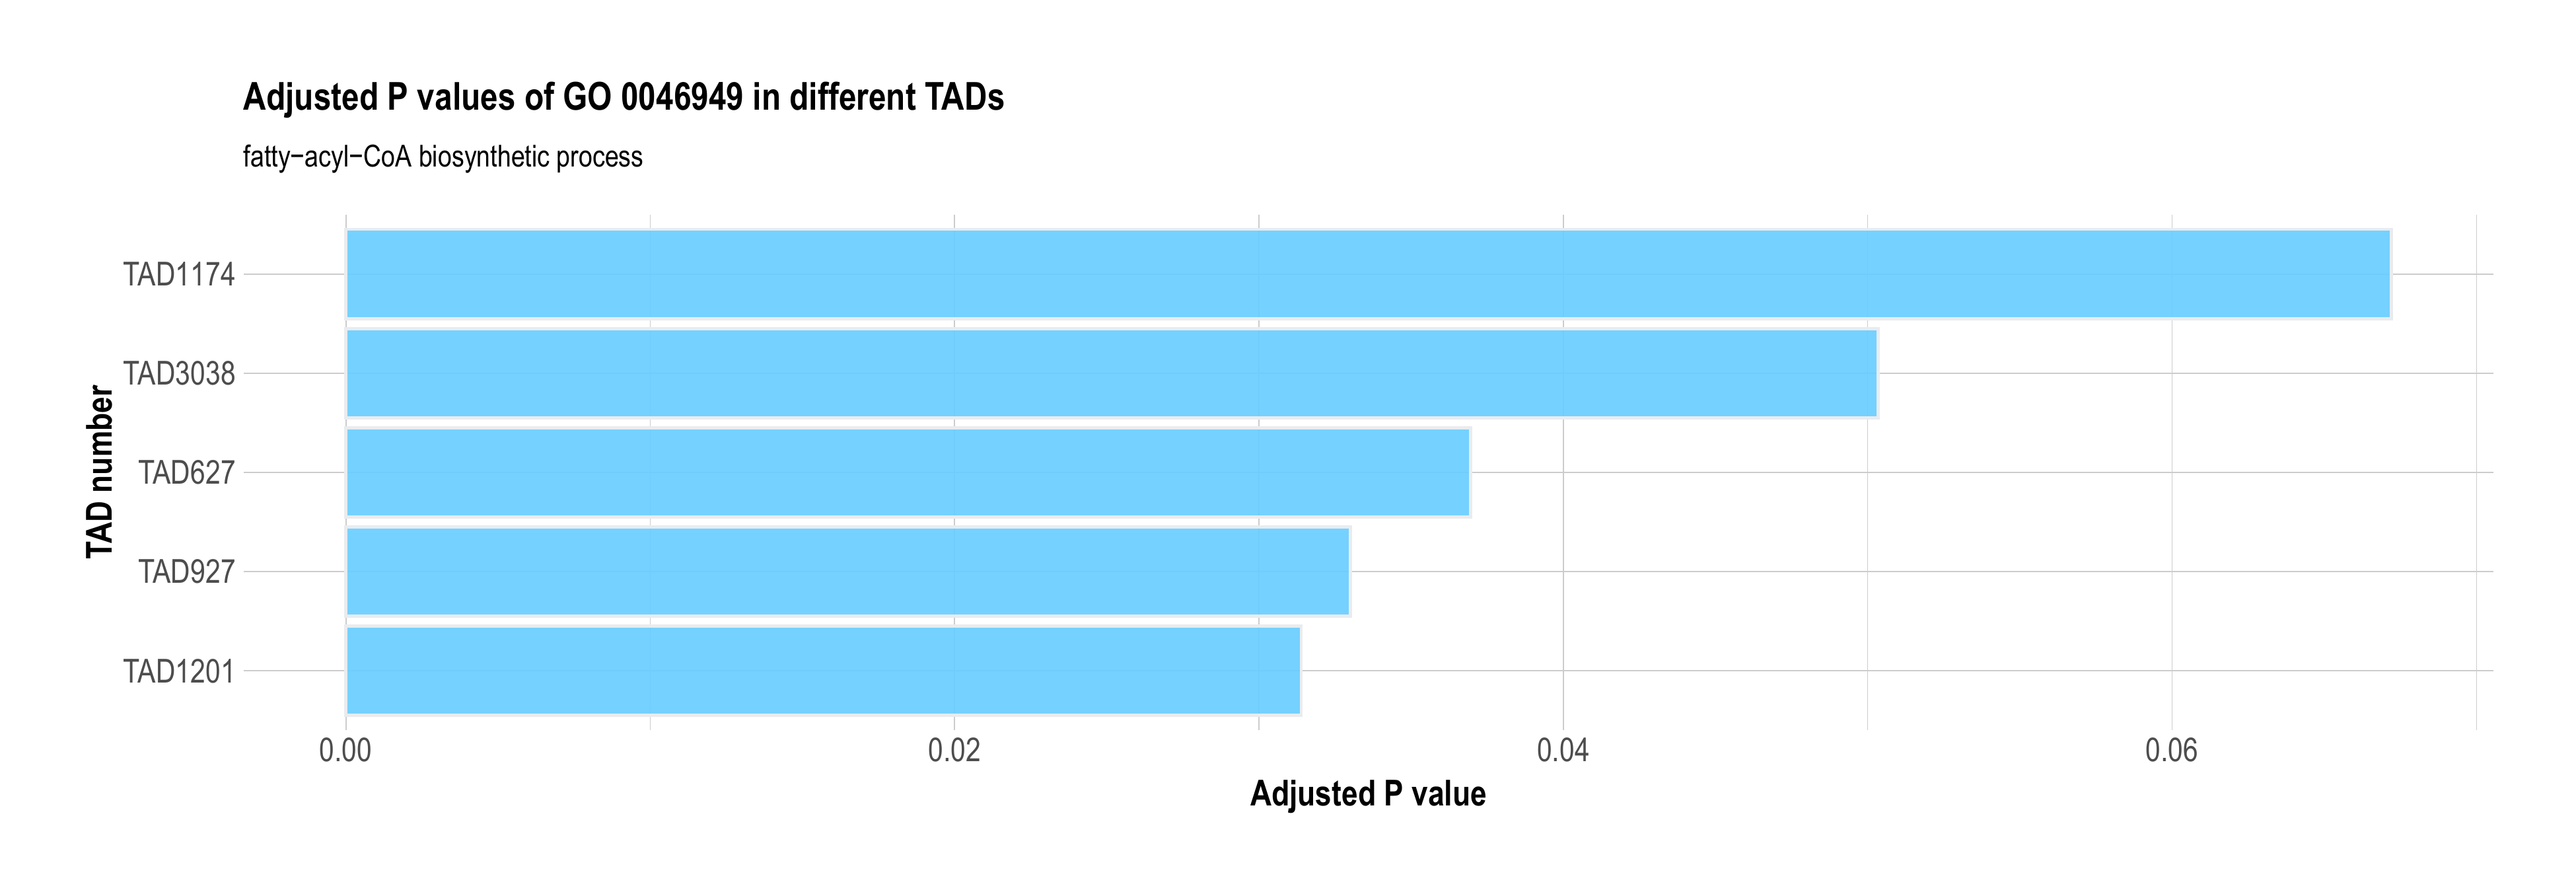 Adjusted P values of GO 0046949 in different TADs
fatty−acyl−CoA biosynthetic process
TAD number
TAD1174
TAD3038
TAD627
TAD927
TAD1201
0.00 0.02 0.04 0.06
Adjusted P value